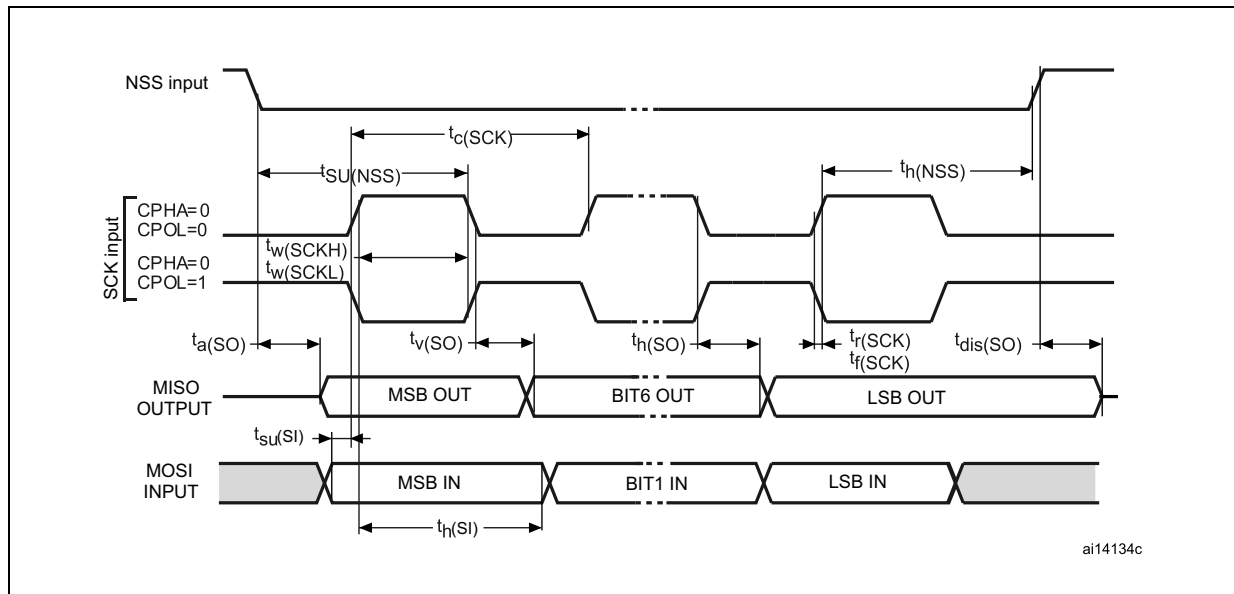 NSS input
tc(SCK)
tSU(NSS)
th(NSS)
SCK input
CPHA=0
CPOL=0
tw(SCKH)
CPHA=0
tw(SCKL)
CPOL=1
ta(SO)
tv(SO)
th(SO)
tr(SCK)
tf(SCK)
tdis(SO)
MISO
OUTPUT
MSB OUT
BIT6 OUT
LSB OUT
tsu(SI)
MOSI
INPUT
MSB IN
BIT1 IN
LSB IN
th(SI)
ai14134c